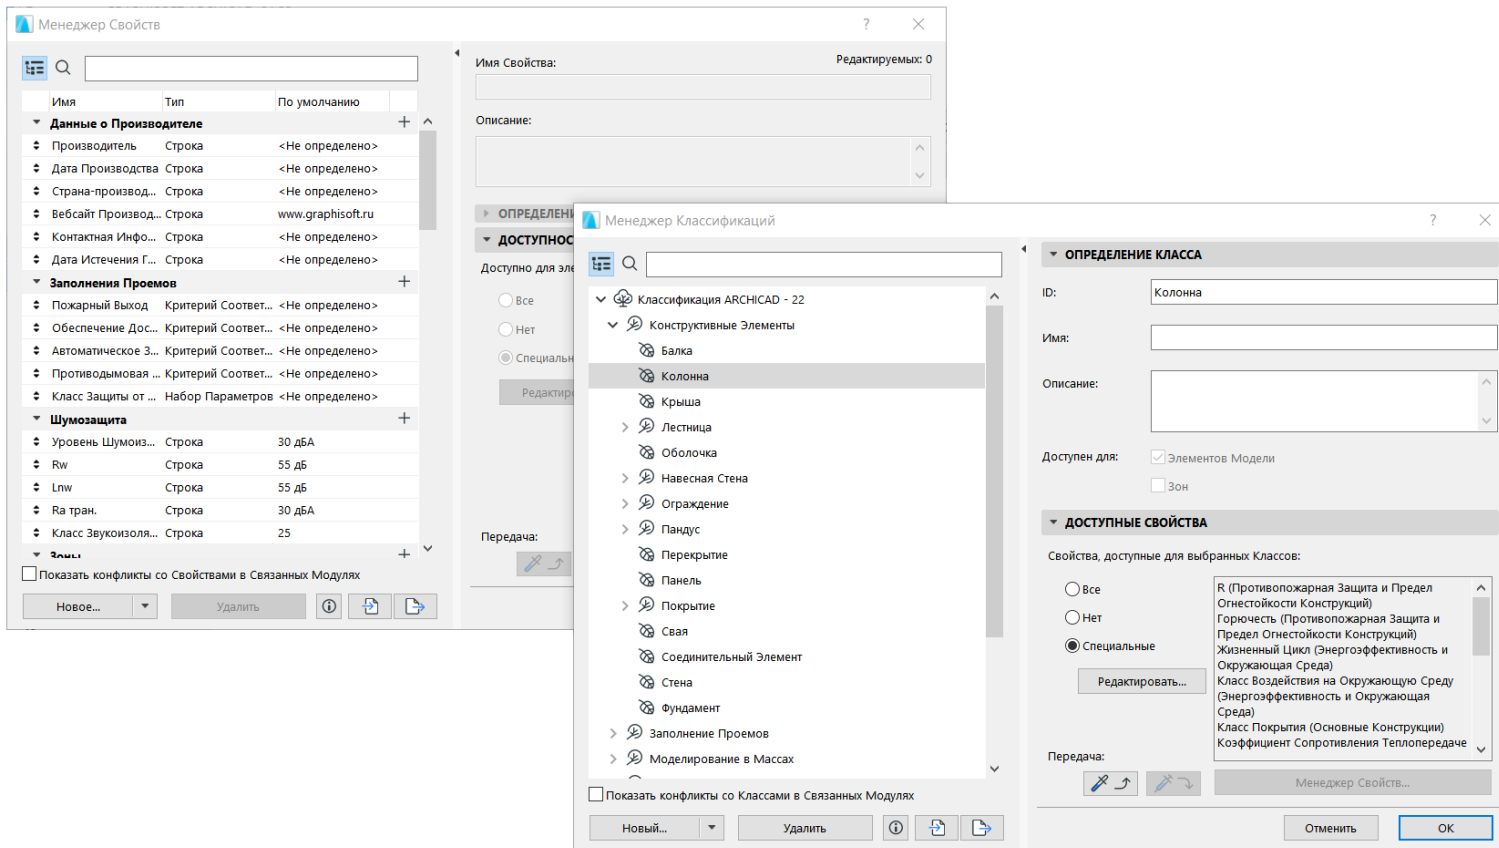 Менеджер Свойств
?
Имя Тип По умолчанию
Данные о Производителе
Производитель Строка <Не определено>
Дата Производства Строка <Не определено>
Страна-производ... Строка <Не определено>
Вебсайт Производ... Строка www.graphisoft.ru
Контактная Инфо... Строка <Не определено>
Дата Истечения Г... Строка <Не определено>
Заполнения Проемов
Пожарный Выход Критерий Соответ... <Не определено>
Обеспечение Дос... Критерий Соответ... <Не определено>
Автоматическое З... Критерий Соответ... <Не определено>
Противодымовая ... Критерий Соответ... <Не определено>
Класс Защиты от ... Набор Параметров <Не определено>
Шумозащита
Уровень Шумоиз... Строка 30 дБА
Rw Строка 55 дБ
Lnw Строка 55 дБ
Ra тран. Строка 30 дБА
Класс Звукоизоля... Строка 25
Зоны
Показать конфликты со Свойствами в Связанных Модулях
Новое... Удалить
Имя Свойства: Редактируемых: 0
Описание:
ОПРЕДЕЛЕНИ
ДОСТУПНОС
Доступно для эле
Все
Нет
Специальн
Редактиро
Передача:
Менеджер Классификаций
?
Классификация ARCHICAD - 22
Конструктивные Элементы
Балка
Колонна
Крыша
Лестница
Оболочка
Навесная Стена
Ограждение
Пандус
Перекрытие
Панель
Покрытие
Свая
Соединительный Элемент
Стена
Фундамент
Заполнение Проемов
Моделирование в Массах
Показать конфликты со Классами в Связанных Модулях
Новый... Удалить
ОПРЕДЕЛЕНИЕ КЛАССА
ID: Колонна
Имя:
Описание:
Доступен для: Элементов Модели
Зон
ДОСТУПНЫЕ СВОЙСТВА
Свойства, доступные для выбранных Классов:
Все
Нет
Специальные
Редактировать...
R (Противопожарная Защита и Предел
Огнестойкости Конструкций)
Горючесть (Противопожарная Защита и
Предел Огнестойкости Конструкций)
Жизненный Цикл (Энергоэффективность и
Окружающая Среда)
Класс Воздействия на Окружающую Среду
(Энергоэффективность и Окружающая
Среда)
Класс Покрытия (Основные Конструкции)
Коэффициент Сопротивления Теплопередаче
Передача:
Менеджер Свойств...
Отменить OK